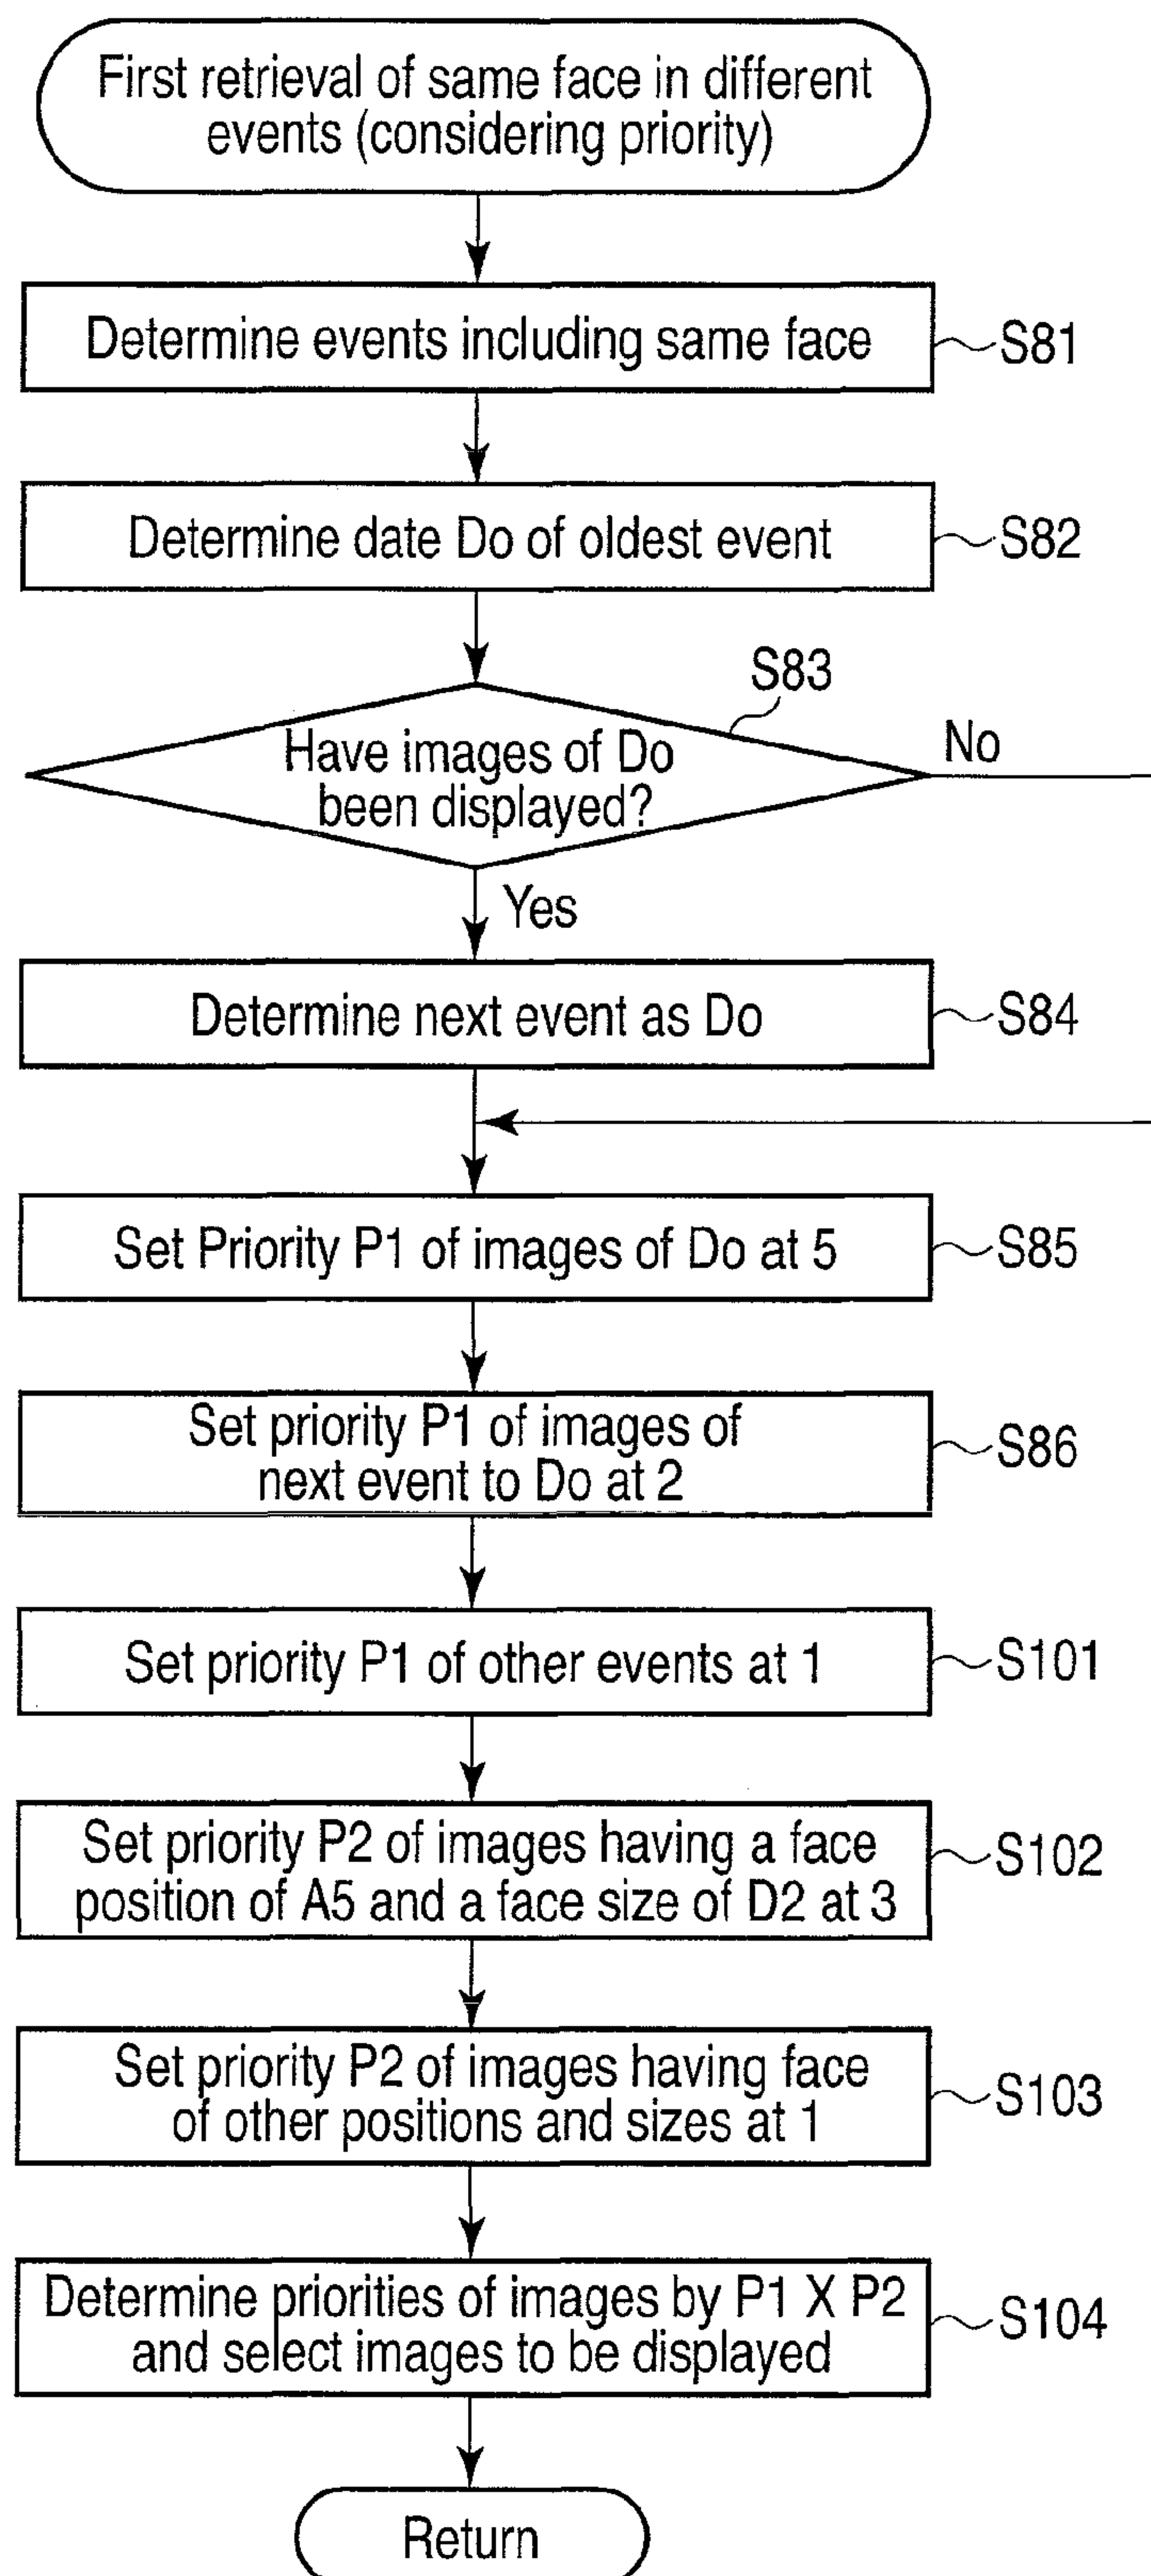 First retrieval of same face in different
events (considering priority)
Determine events including same face
S81
Determine date Do of oldest event
S82
S83
Have images of Do
been displayed?
No
Yes
Determine next event as Do
S84
Set Priority P1 of images of Do at 5
S85
Set priority P1 of images of
next event to Do at 2
S86
Set priority P1 of other events at 1
S101
Set priority P2 of images having a face
position of A5 and a face size of D2 at 3
S102
Set priority P2 of images having face
of other positions and sizes at 1
S103
Determine priorities of images by P1 X P2
and select images to be displayed
S104
Return